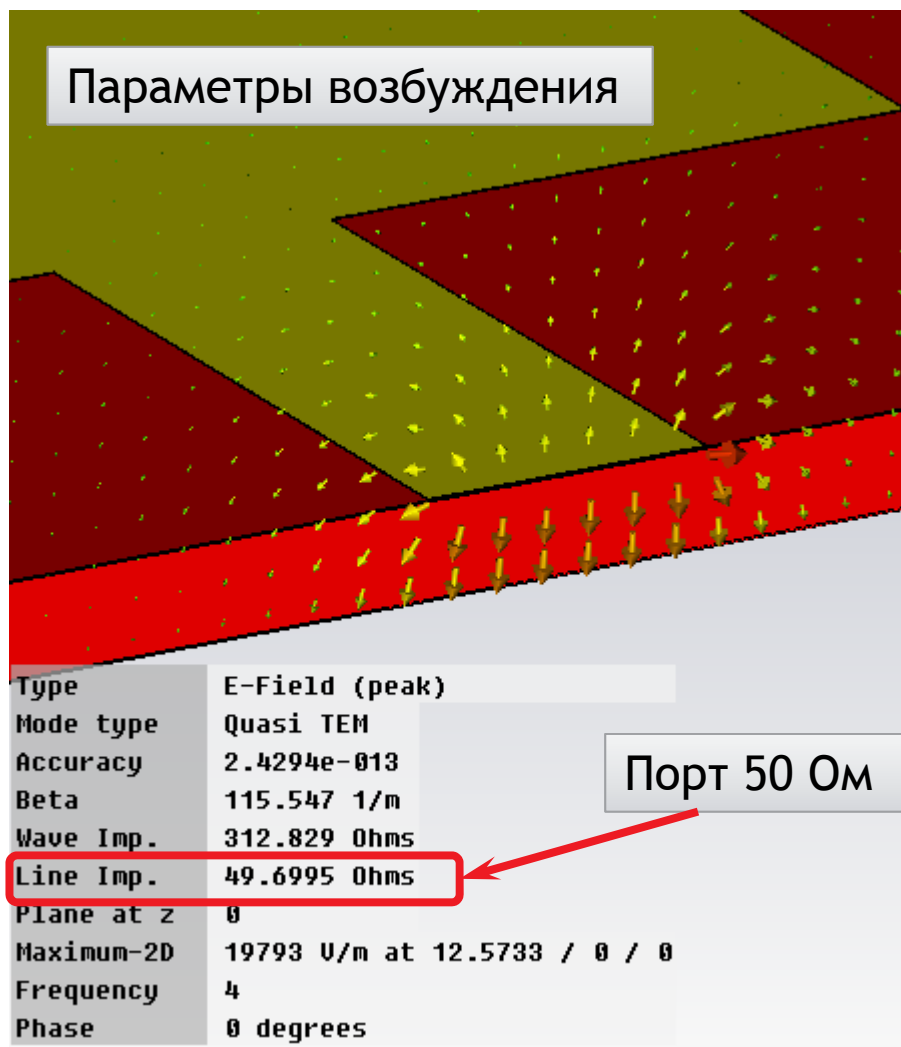 Параметры возбуждения
Type E-Field (peak)
Mode type Quasi TEM
Accuracy 2.4294e-013
Порт 50 Ом
Beta 115.547 1/m
Wave Imp. 312.829 Ohms
Line Imp. 49.6995 Ohms
Plane at z 0
Maximum-2D 19793 V/m at 12.5733 / 0 / 0
Frequency 4
Phase 0 degrees